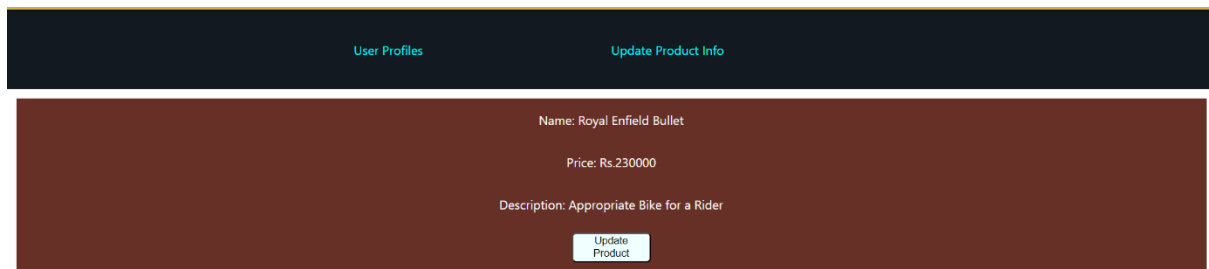 User Profiles Update Product Info
Name: Royal Enfield Bullet
Price: Rs.230000
Description: Appropriate Bike for a Rider
Update
Product